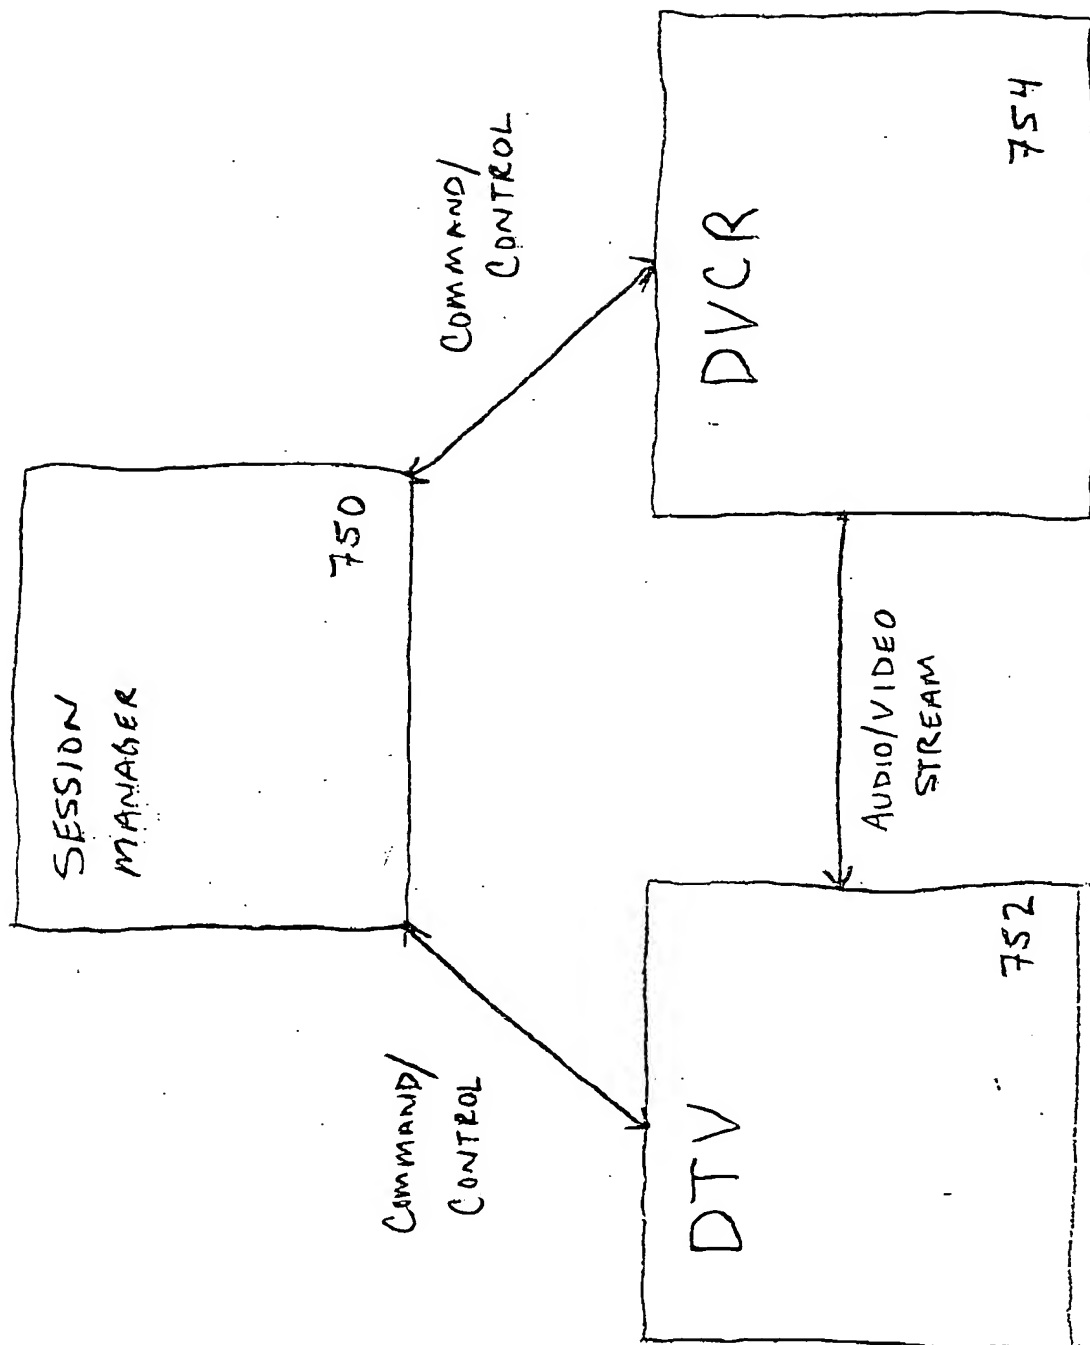 SESSION
MANAGER
750
COMMAND/
CONTROL
COMMAND/
CONTROL
DTV
752
AUDIO/VIDEO
STREAM
DVCR
754